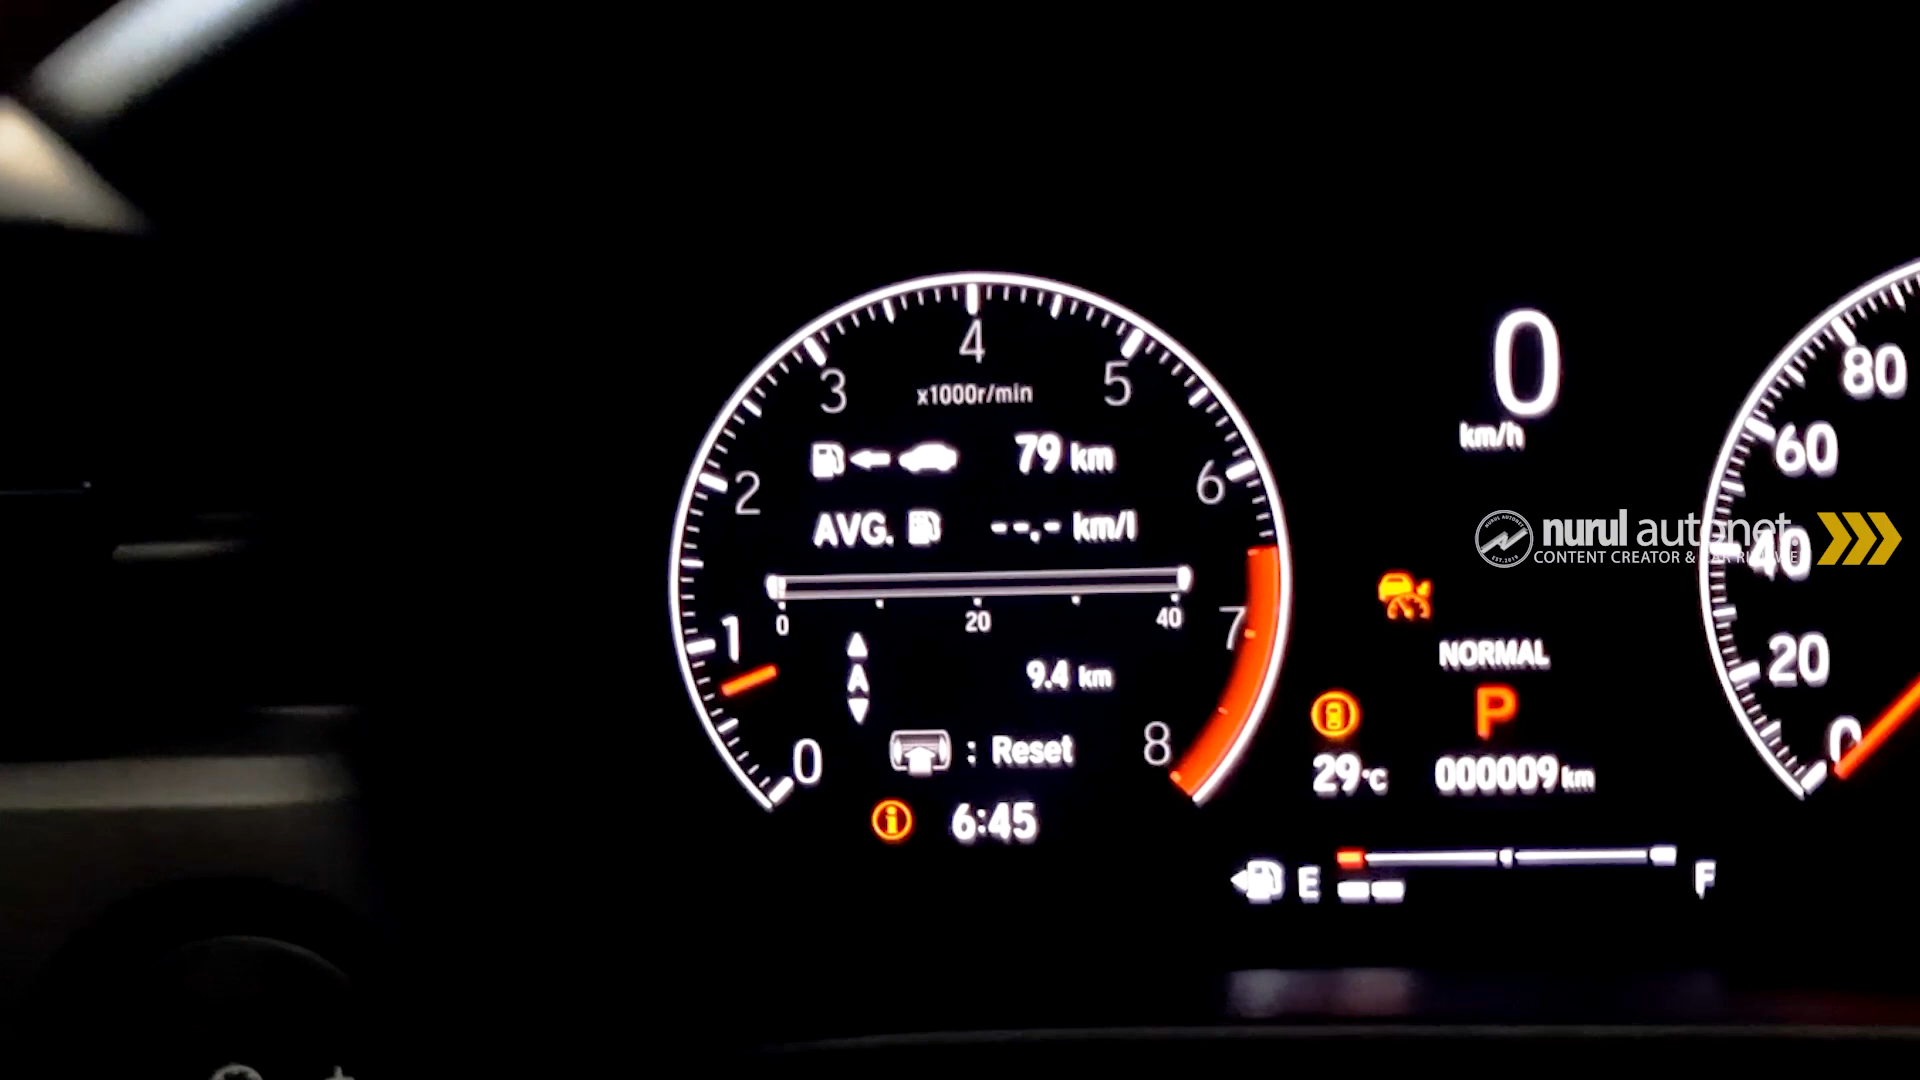 4
3
5
x1000r/min
79 km
2
6
AVG. --.- km/l
0 20 40
1
7
A
9.4 km
: Reset
0
8
6:45
0
km/h
80
60
nurul autonet.
CONTENT CREATOR &
40
NORMAL
20
P
0
29°C
000009 km
E F